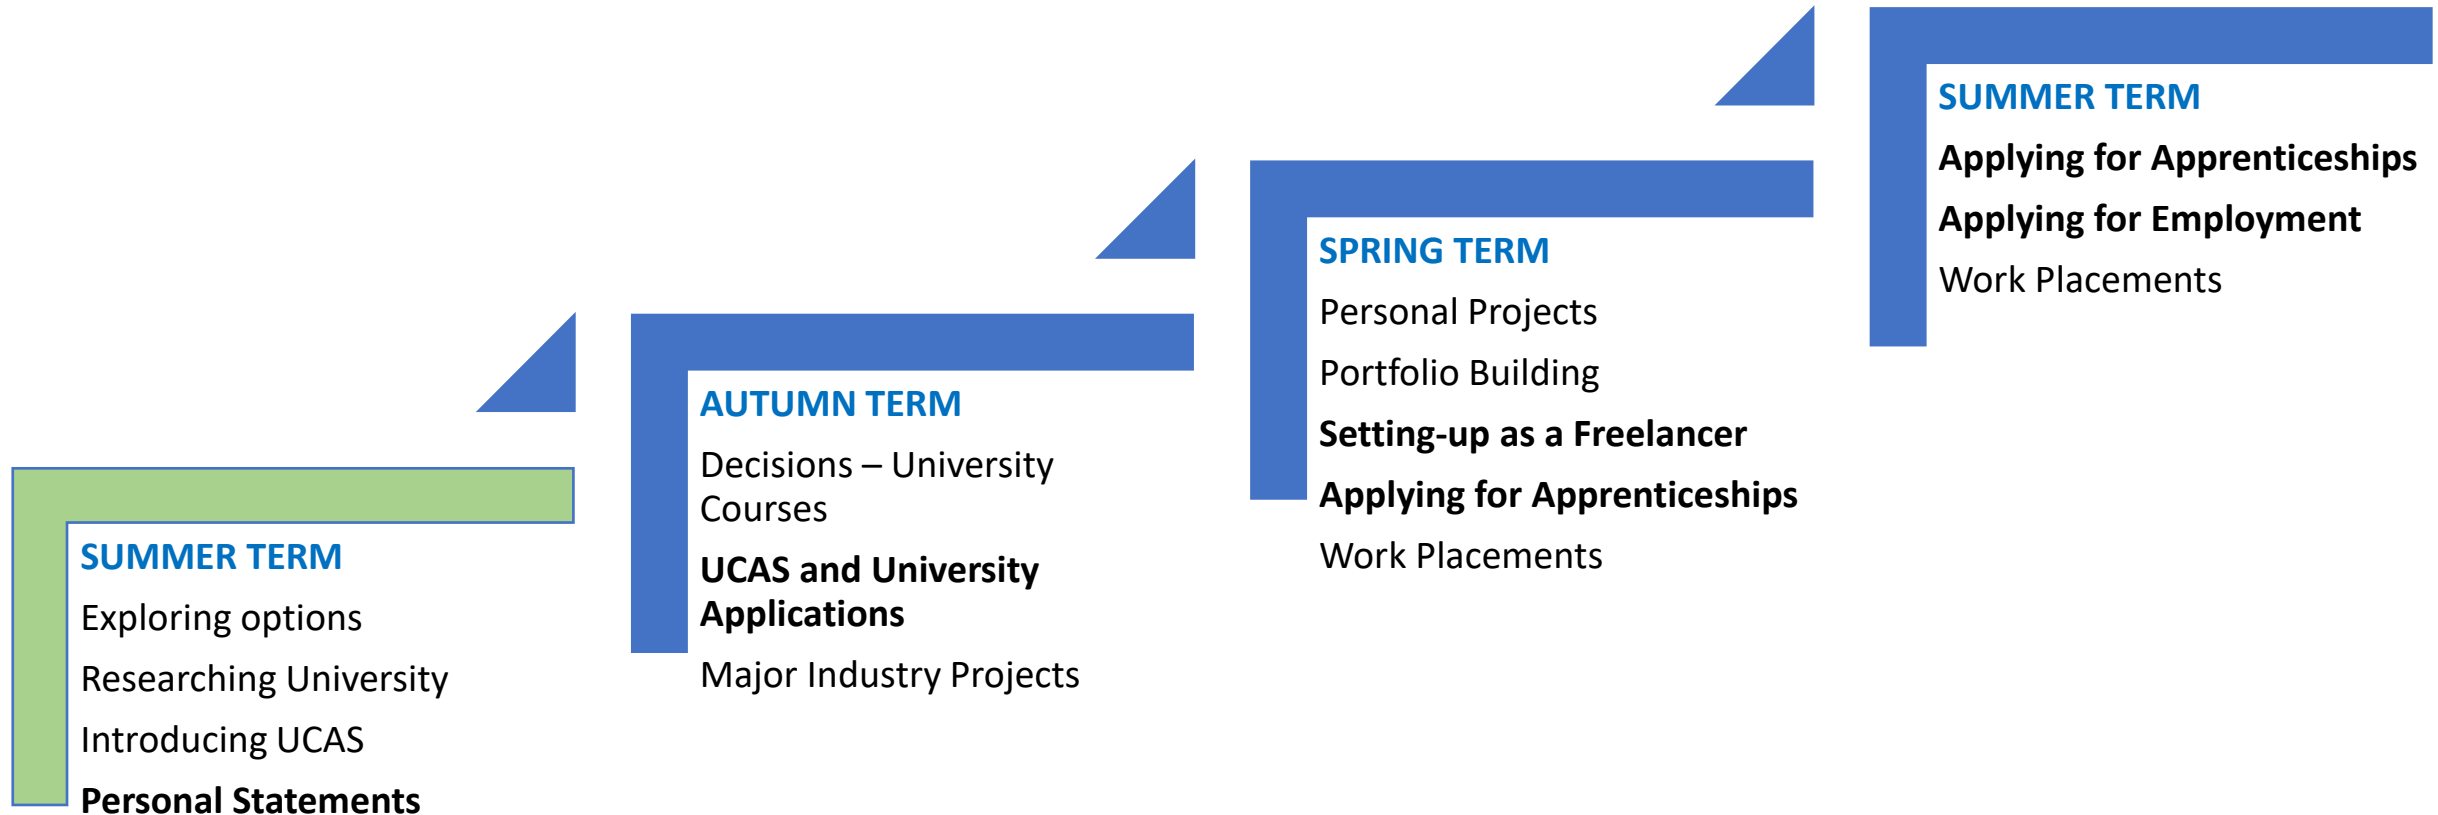 SUMMER TERM
Exploring options
Researching University
Introducing UCAS
Personal Statements
AUTUMN TERM
Decisions – University
Courses
UCAS and University
Applications
Major Industry Projects
SPRING TERM
Personal Projects
Portfolio Building
Setting-up as a Freelancer
Applying for Apprenticeships
Work Placements
SUMMER TERM
Applying for Apprenticeships
Applying for Employment
Work Placements